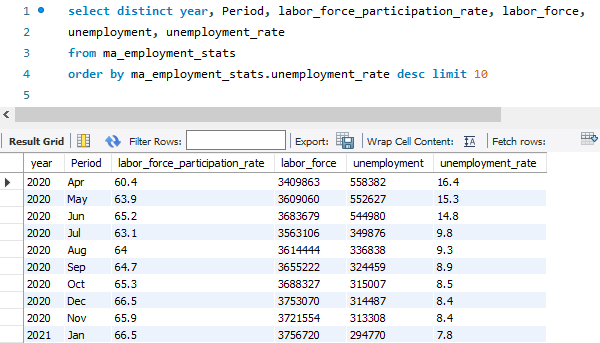 1 select distinct year, Period, labor_force_participation_rate, labor_force,
2 unemployment, unemployment_rate
3 from ma_employment_stats
4 order by ma_employment_stats.unemployment_rate desc limit 10
5
Result Grid Filter Rows: Export: Wrap Cell Content: IA Fetch rows:
year Period labor_force_participation_rate labor_force unemployment unemployment_rate
2020 Apr 60.4 3409863 558382 16.4
2020 May 63.9 3609060 552627 15.3
2020 Jun 65.2 3683679 544980 14.8
2020 Jul 63.1 3563106 349876 9.8
2020 Aug 64 3614444 336838 9.3
2020 Sep 64.7 3655222 324459 8.9
2020 Oct 65.3 3688327 315007 8.5
2020 Dec 66.5 3753070 314487 8.4
2020 Nov 65.9 3721554 313308 8.4
2021 Jan 66.5 3756720 294770 7.8